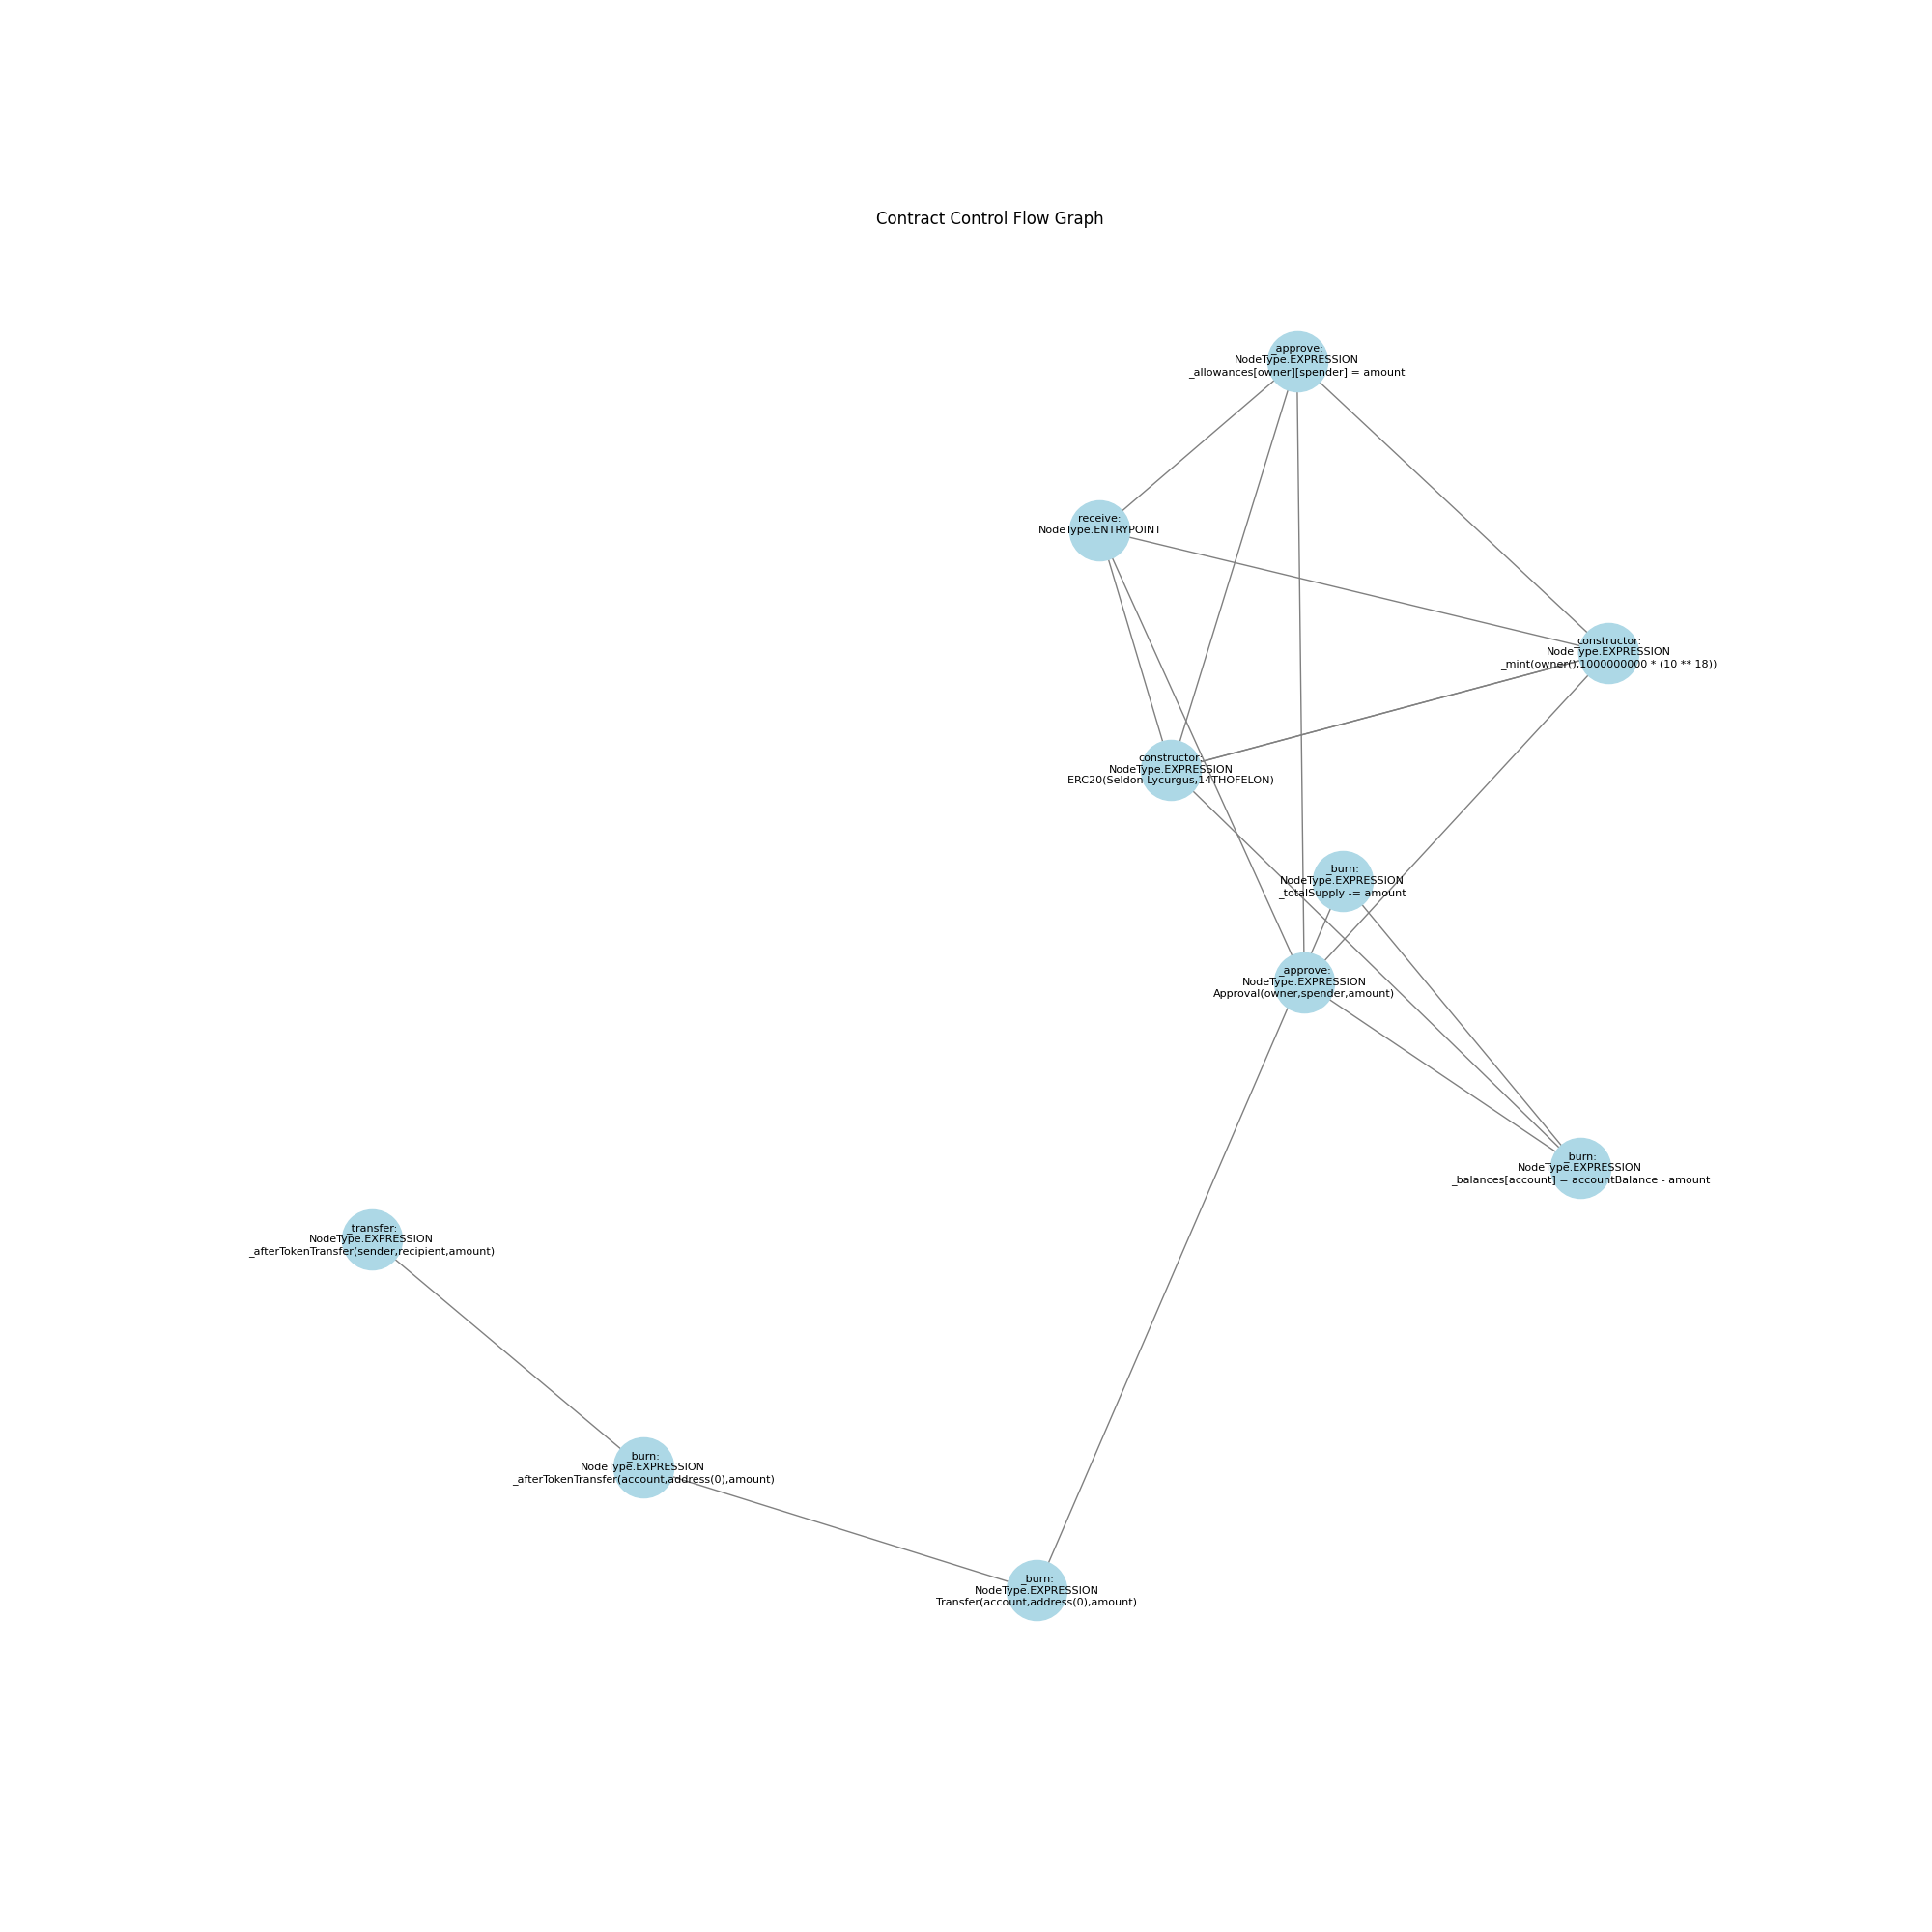 Contract Control Flow Graph
_approve:
NodeType.EXPRESSION
_allowances[owner][spender] = amount
receive:
NodeType.ENTRYPOINT
constructor:
NodeType.EXPRESSION
_mint(owner(),1000000000 * (10 ** 18))
constructor:
NodeType.EXPRESSION
ERC20(Seldon Lycurgus,14THOFELON)
_burn:
NodeType.EXPRESSION
_totalSupply -= amount
_approve:
NodeType.EXPRESSION
Approval(owner,spender,amount)
_burn:
NodeType.EXPRESSION
_balances[account] = accountBalance - amount
_transfer:
NodeType.EXPRESSION
_afterTokenTransfer(sender,recipient,amount)
_burn:
NodeType.EXPRESSION
_afterTokenTransfer(account,address(0),amount)
_burn:
NodeType.EXPRESSION
Transfer(account,address(0),amount)